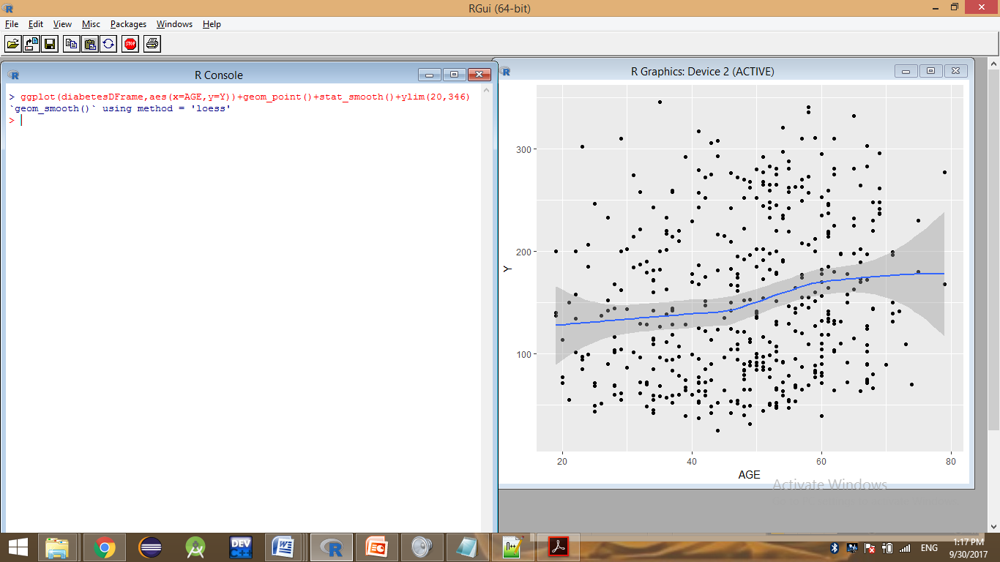 RGui (64-bit)
File Edit View Misc Packages Windows Help
STOP
R Console
> ggplot(diabetesDFrame,aes(x=AGE,y=Y))+geom_point()+stat_smooth()+ylim(20,346)
`geom_smooth()` using method = 'loess'
>
R Graphics: Device 2 (ACTIVE)
300
200
100
Y
20 40 60 80
AGE
Activate Windows
DEV
C++
ENG
1:17 PM
9/30/2017